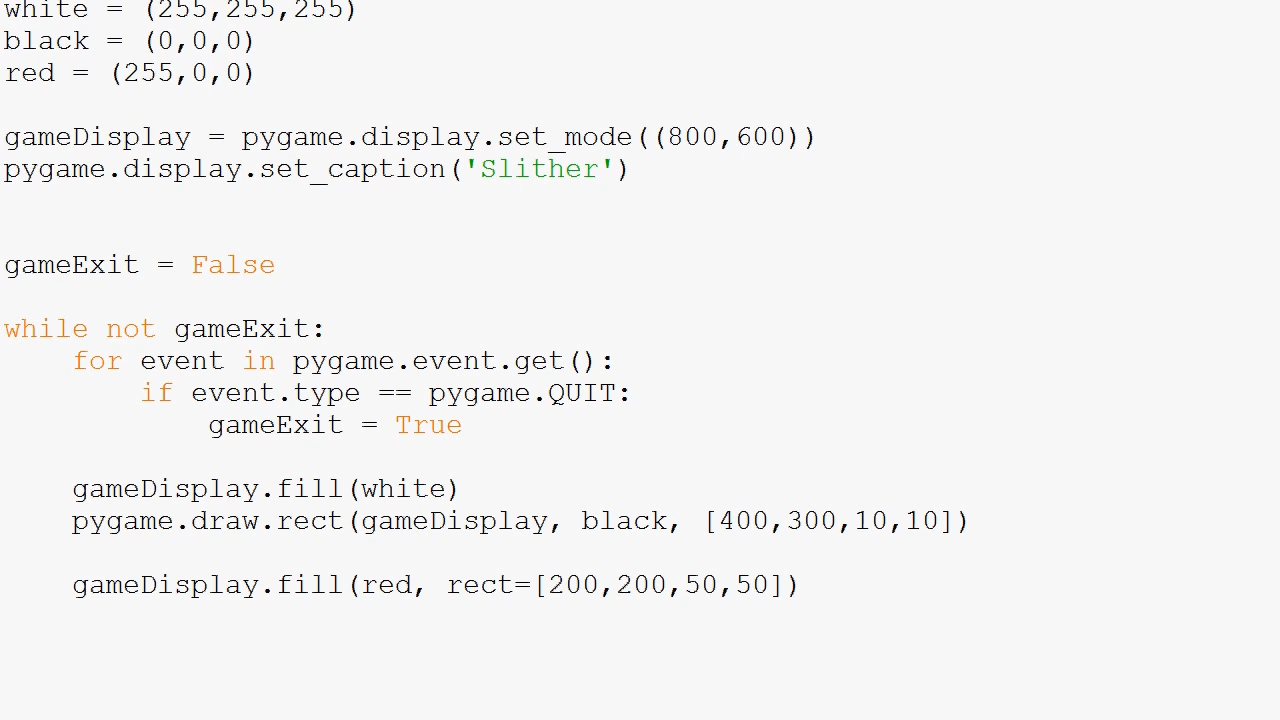 white = (255,255,255)
black = (0,0,0)
red = (255,0,0)

gameDisplay = pygame.display.set_mode((800,600))
pygame.display.set_caption('Slither')


gameExit = False

while not gameExit:
    for event in pygame.event.get():
        if event.type == pygame.QUIT:
            gameExit = True

    gameDisplay.fill(white)
    pygame.draw.rect(gameDisplay, black, [400,300,10,10])

    gameDisplay.fill(red, rect=[200,200,50,50])